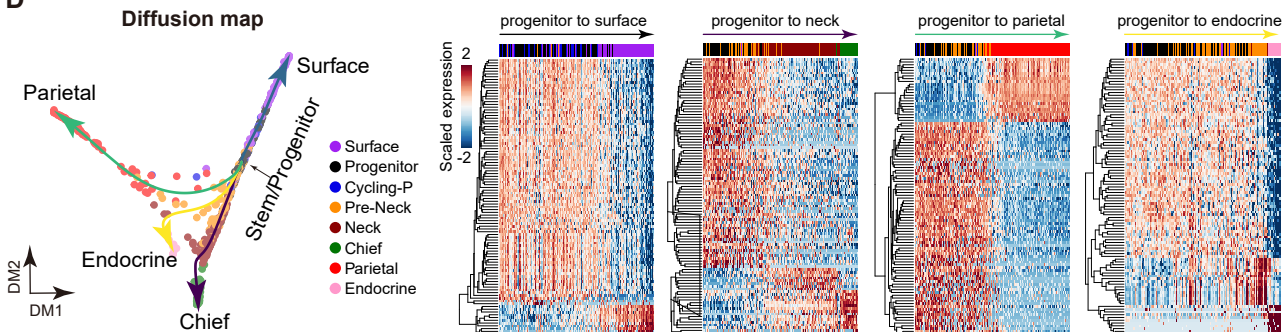 D
Diffusion map
Parietal
Surface
Stem/Progenitor
Endocrine
Chief
DM2
DM1
Surface
Progenitor
Cycling-P
Pre-Neck
Neck
Chief
Parietal
Endocrine
Scaled expression
2
-2
progenitor to surface
progenitor to neck
progenitor to parietal
progenitor to endocrine